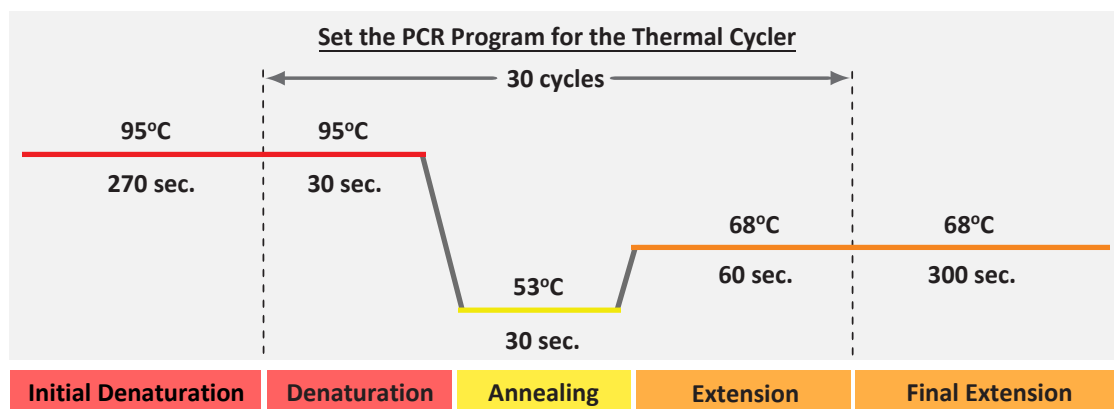 Set the PCR Program for the Thermal Cycler
30 cycles
95°C
270 sec.
95°C
30 sec.
53°C
30 sec.
68°C
60 sec.
68°C
300 sec.
Initial Denaturation
Denaturation
Annealing
Extension
Final Extension